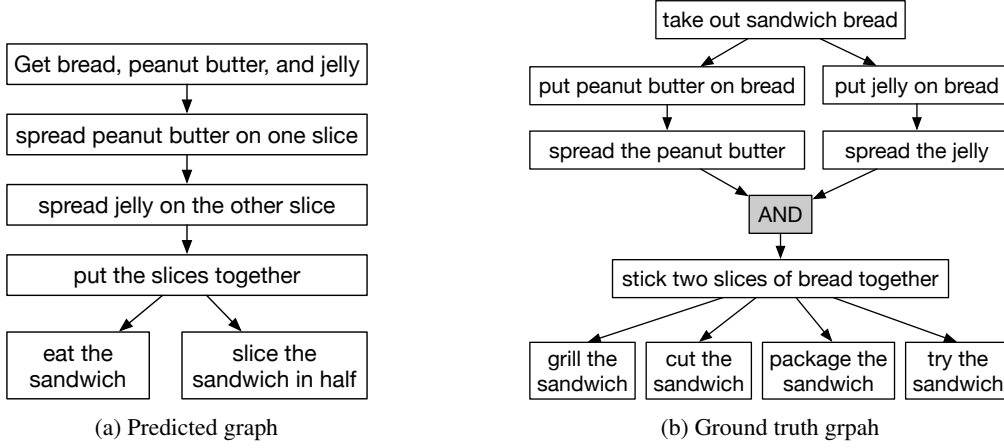 Get bread, peanut butter, and jelly
spread peanut butter on one slice
spread jelly on the other slice
put the slices together
eat the
sandwich
slice the
sandwich in half
(a) Predicted graph
take out sandwich bread
put peanut butter on bread
put jelly on bread
spread the peanut butter
spread the jelly
AND
stick two slices of bread together
grill the
sandwich
cut the
sandwich
package the
sandwich
try the
sandwich
(b) Ground truth grpah